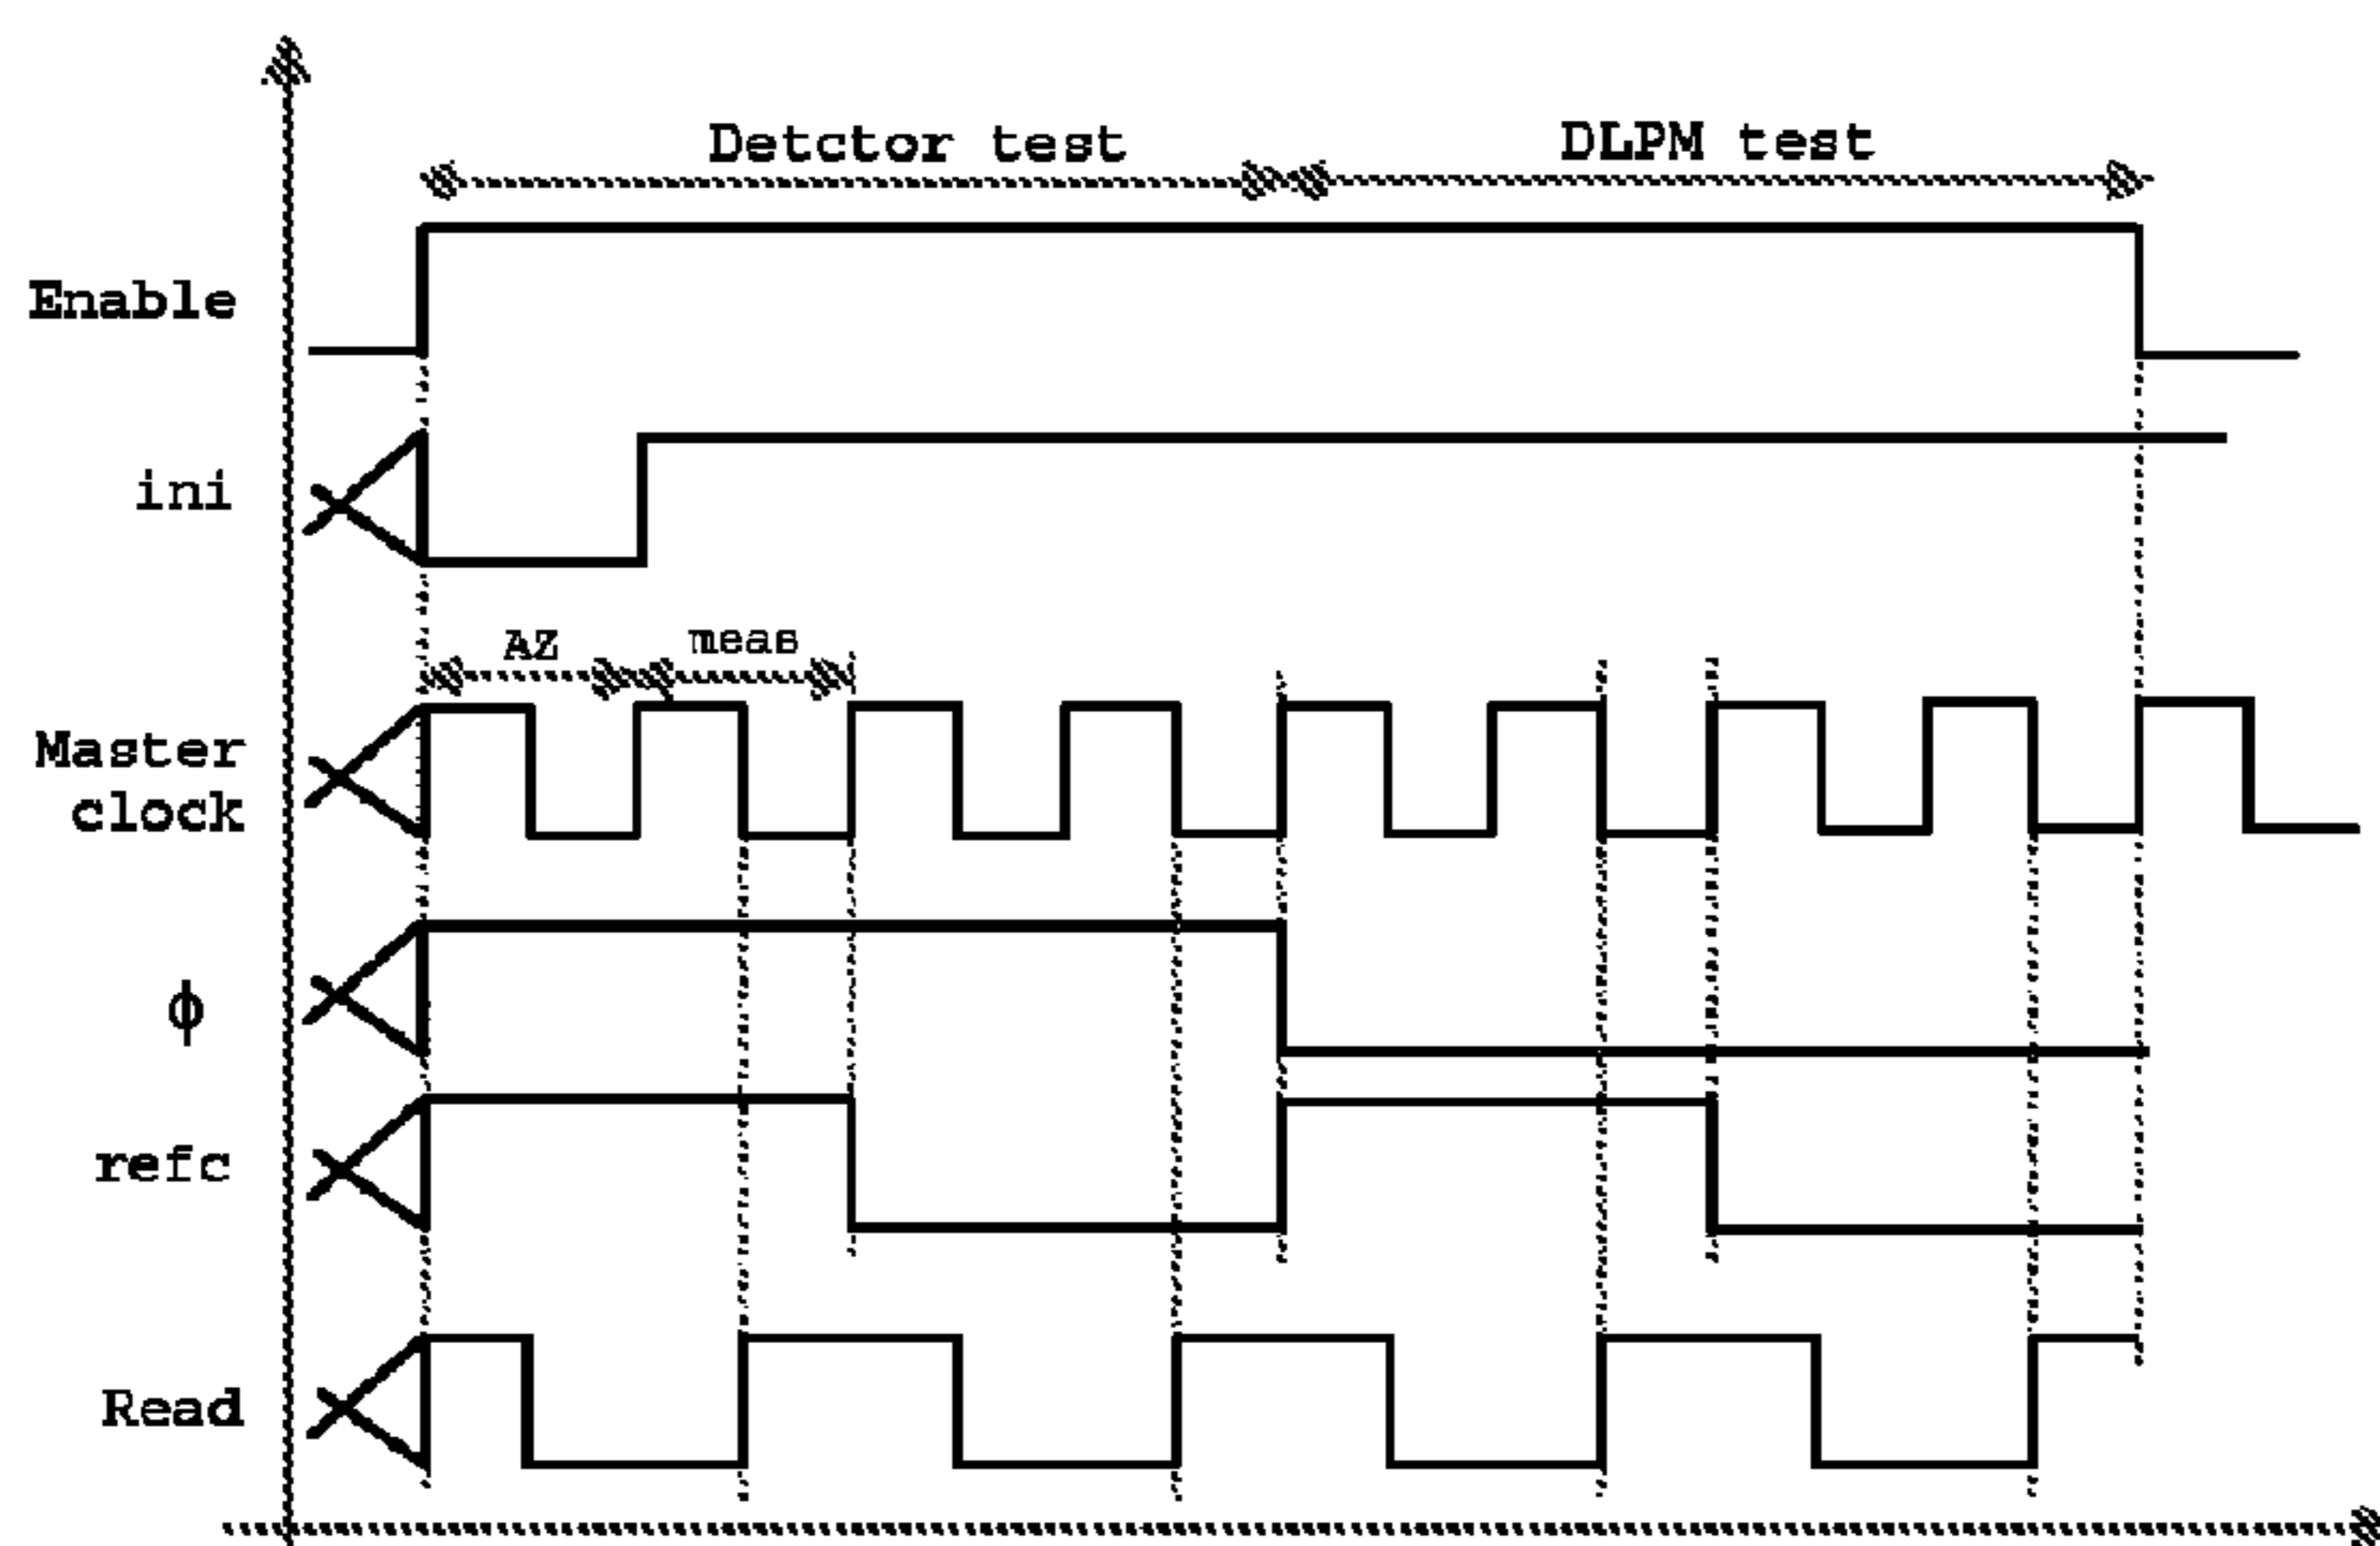 Detctor test
DLPM test
Enable
ini
AZ
meas
Master
clock
ϕ
refc
Read